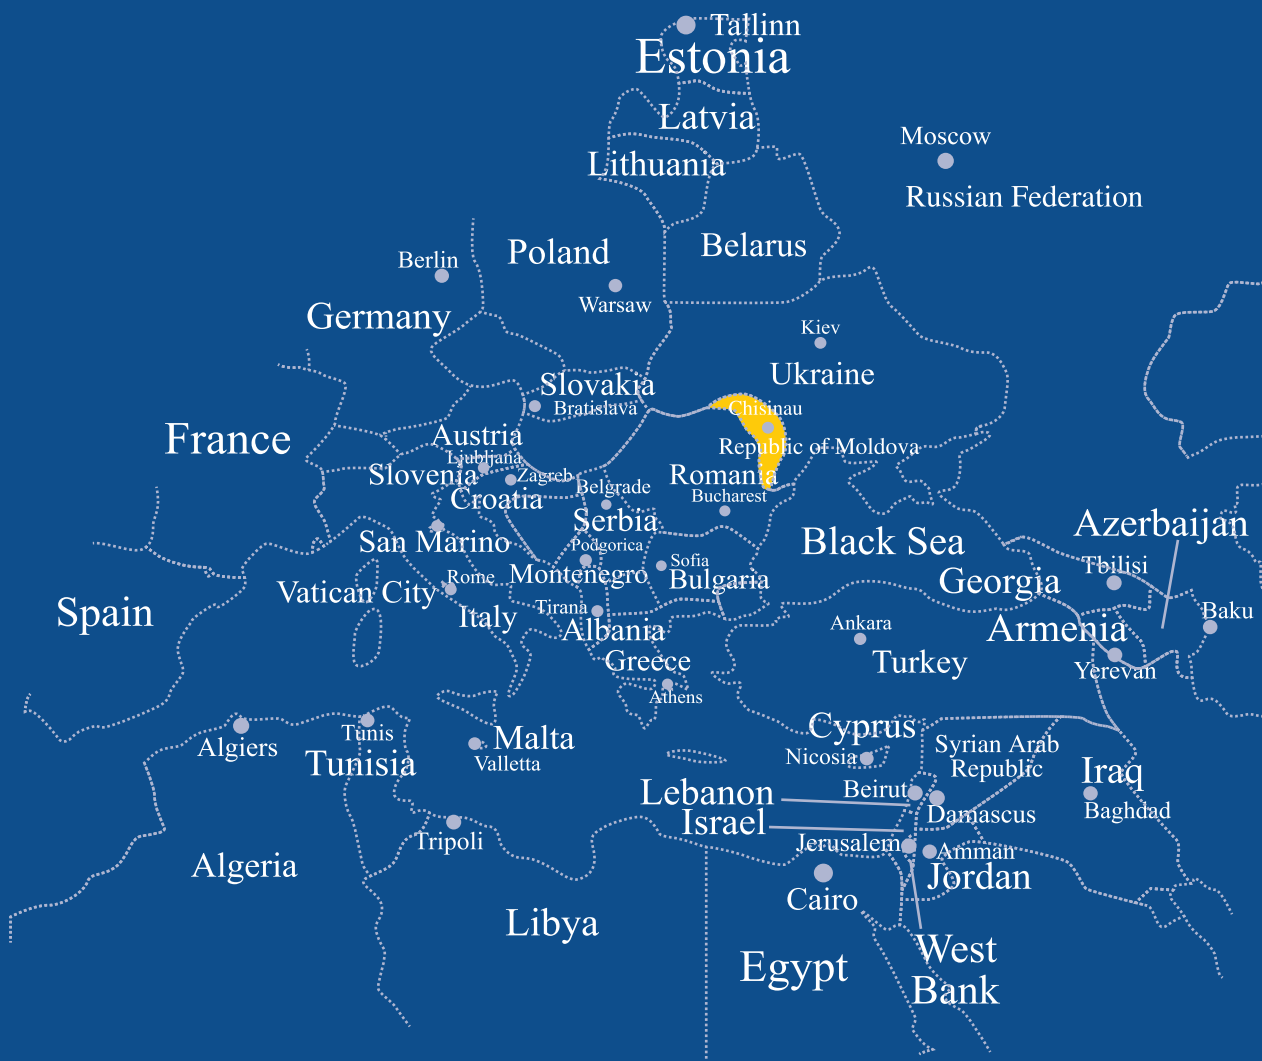 Tallinn
Estonia
Latvia
Moscow
Lithuania
Russian Federation
Belarus
Poland
Berlin
Warsaw
Germany
Kiev
Ukraine
Slovakia
Bratislava
Chisinau
France
Austria
Republic of Moldova
Ljubljana
Slovenia
Zagreb
Romania
Croatia
Belgrade
Bucharest
Serbia
Azerbaijan
San Marino
Black Sea
Podgorica
Sofia
Tbilisi
Montenegro
Bulgaria
Georgia
Rome
Vatican City
Tirana
Baku
Spain
Italy
Albania
Ankara
Armenia
Greece
Turkey
Yerevan
Athens
Cyprus
Tunis
Algiers
Malta
Syrian Arab
Republic
Nicosia
Tunisia
Valletta
Iraq
Lebanon
Beirut
Baghdad
Damascus
Israel
Tripoli
Jerusalem
Amman
Algeria
Jordan
Cairo
Libya
West
Bank
Egypt